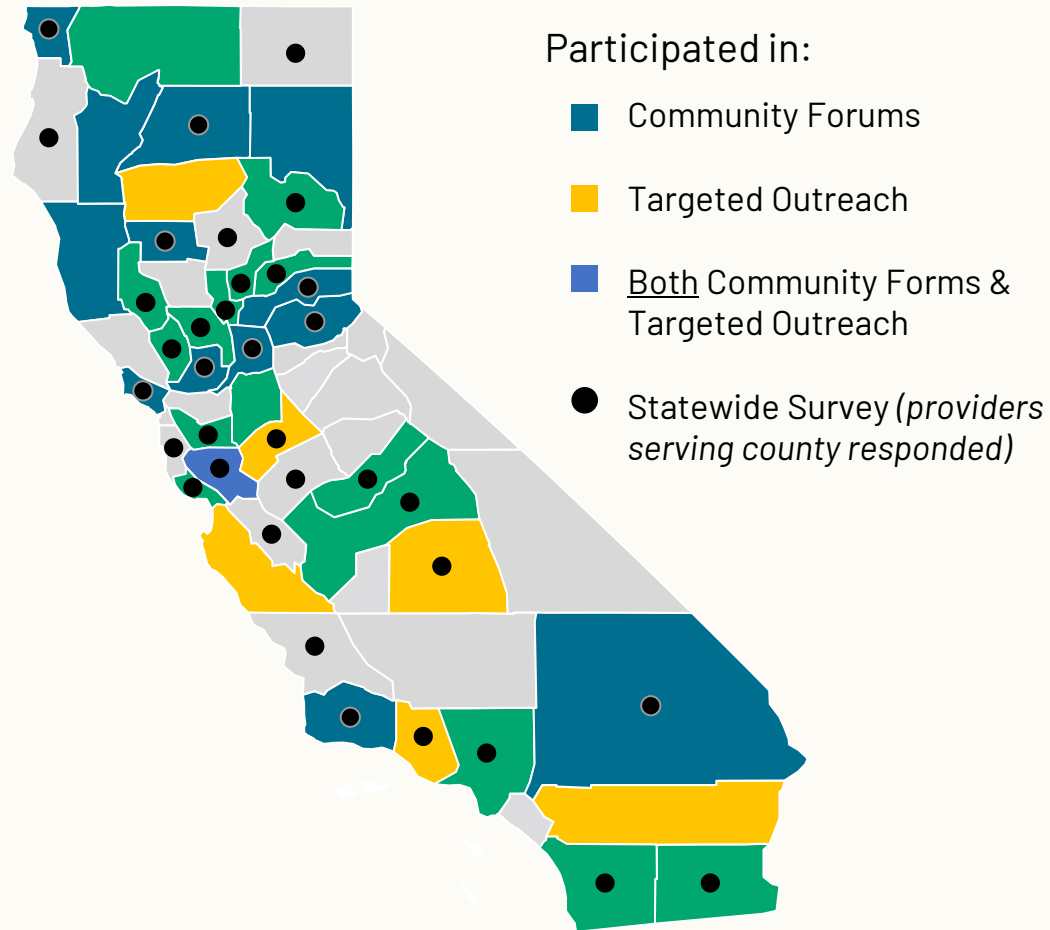 Participated in:
Community Forums
Targeted Outreach
Both Community Forms &
Targeted Outreach
Statewide Survey (providers
serving county responded)